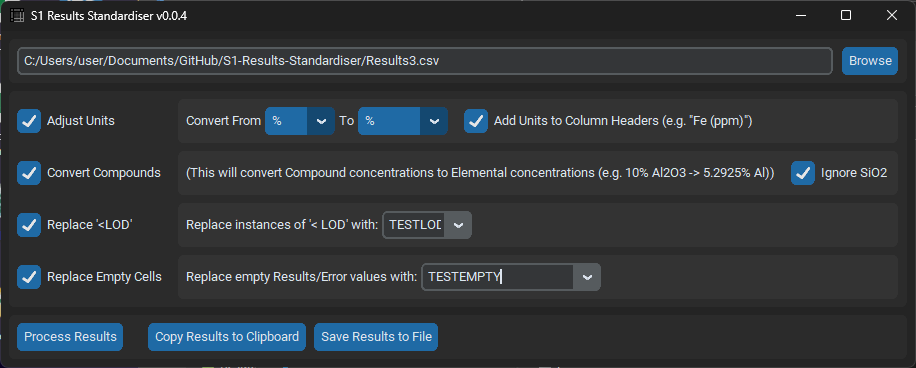 S1 Results Standardiser v0.0.4
C:/Users/user/Documents/GitHub/S1-Results-Standardiser/Results3.csv
Browse
Adjust Units
Convert From % To %
Add Units to Column Headers (e.g. "Fe (ppm)")
Convert Compounds
(This will convert Compound concentrations to Elemental concentrations (e.g. 10% Al2O3 -> 5.2925% Al))
Ignore SiO2
Replace '<LOD'
Replace instances of '< LOD' with: TESTLOD
Replace Empty Cells
Replace empty Results/Error values with: TESTEMPTY
Process Results
Copy Results to Clipboard
Save Results to File